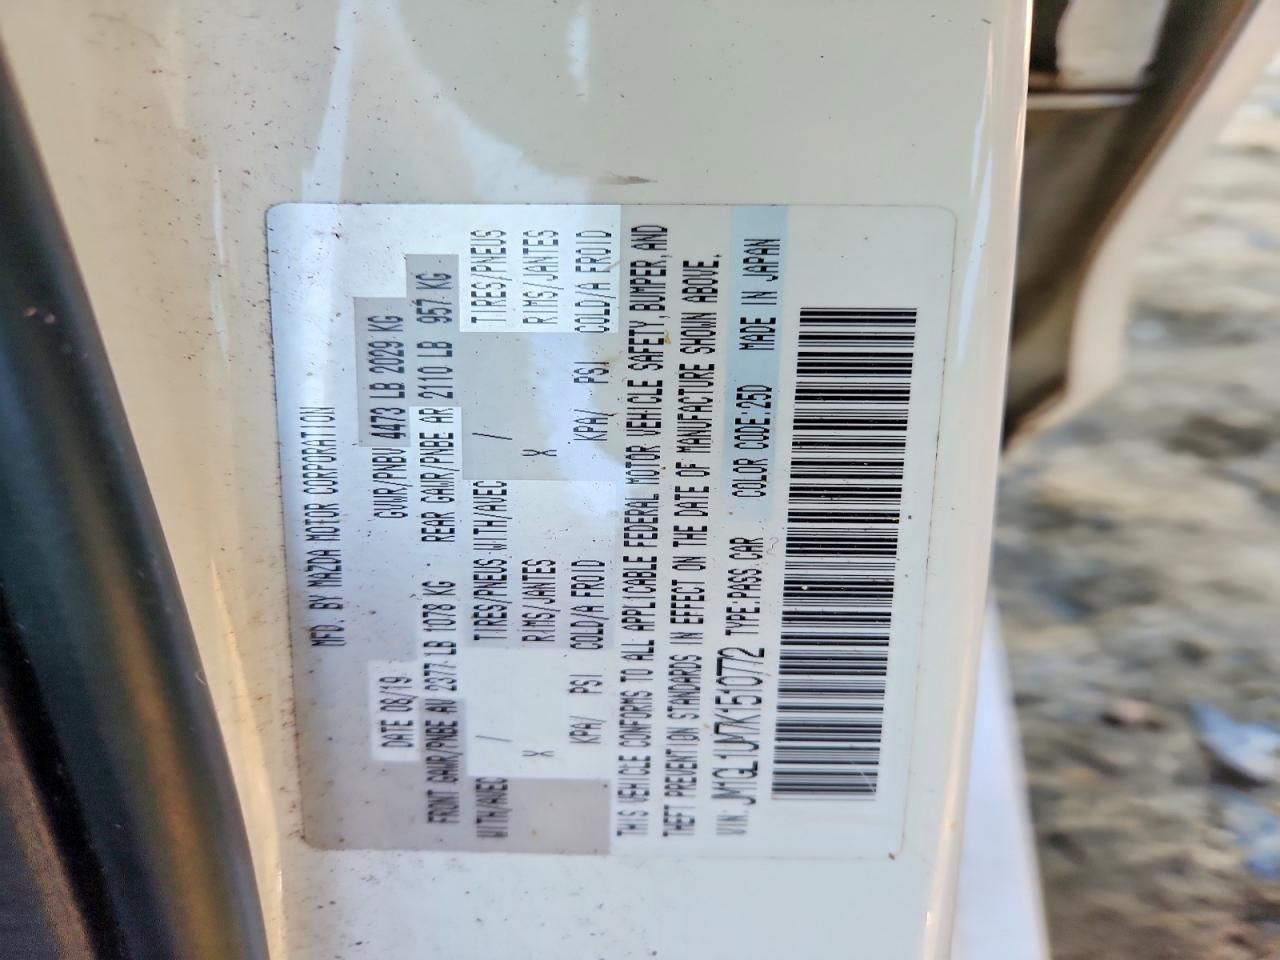 MFD. BY MAZDA MOTOR CORPORATION
DATE 08/19 GVWR/PNBV 4473 LB 2029 KG
FRONT GAWR/PNBE AV 2377 LB 1078 KG REAR GAWR/PNBE AR 2110 LB 957 KG
WITH/AVEC / TIRES/PNEUS WITH/AVEC / TIRES/PNEUS
X RIMS/JANTES X RIMS/JANTES
KPA/ PSI COLD/A FROID KPA/ PSI COLD/A FROID
THIS VEHICLE CONFORMS TO ALL APPLICABLE FEDERAL MOTOR VEHICLE SAFETY, BUMPER, AND
THEFT PREVENTION STANDARDS IN EFFECT ON THE DATE OF MANUFACTURE SHOWN ABOVE.
VIN. TYPE:PASS.CAR COLOR CODE:25D MADE IN JAPAN